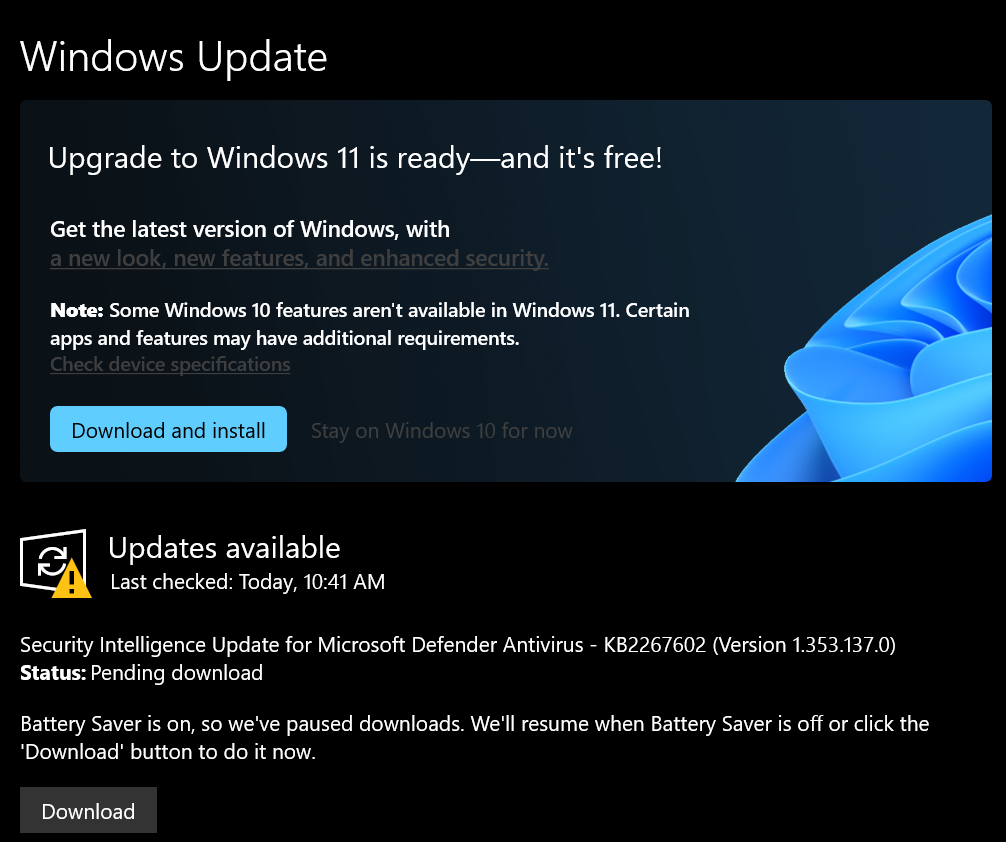 Windows Update
Upgrade to Windows 11 is ready—and it's free!
Get the latest version of Windows, with
a new look, new features, and enhanced security.
Note: Some Windows 10 features aren't available in Windows 11. Certain
apps and features may have additional requirements.
Check device specifications
Download and install
Stay on Windows 10 for now
Updates available
Last checked: Today, 10:41 AM
Security Intelligence Update for Microsoft Defender Antivirus - KB2267602 (Version 1.353.137.0)
Status: Pending download
Battery Saver is on, so we've paused downloads. We'll resume when Battery Saver is off or click the
'Download' button to do it now.
Download